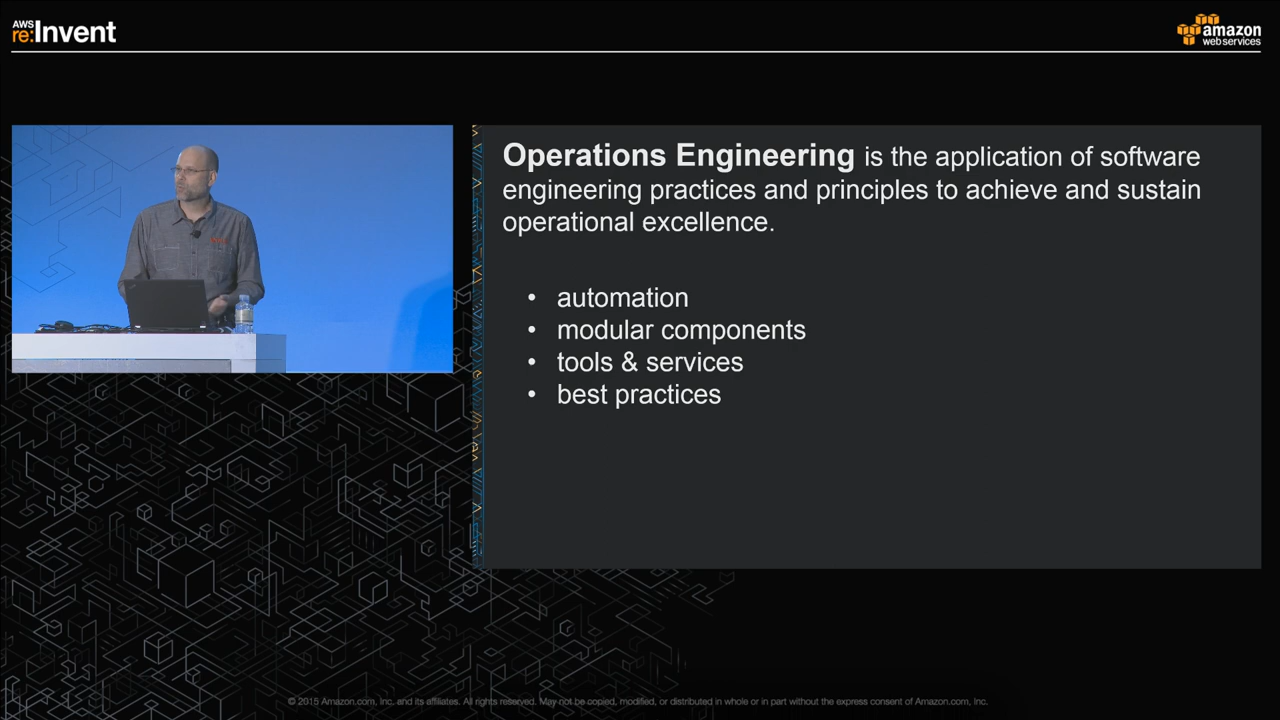 AWS
re:Invent
amazon
web services
Operations Engineering is the application of software
engineering practices and principles to achieve and sustain
operational excellence.
• automation
• modular components
• tools & services
• best practices
© 2015 Amazon.com, Inc. and its affiliates. All rights reserved. May not be copied, modified, or distributed in whole or in part without the express consent of Amazon.com, Inc.